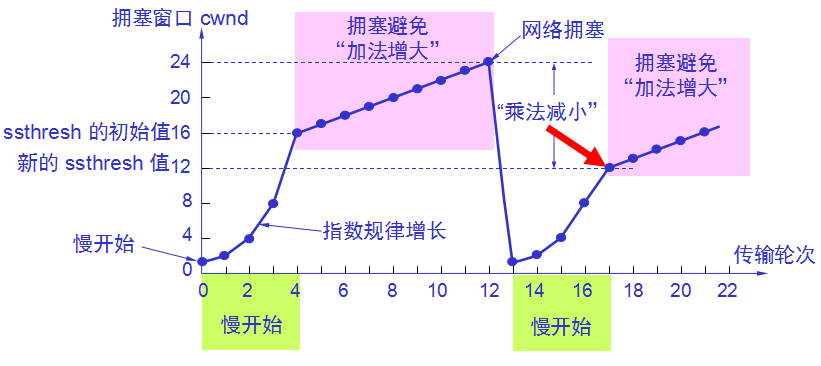 拥塞窗口 cwnd
拥塞避免
“加法增大”
网络拥塞
拥塞避免
“加法增大”
24
20
“乘法减小”
ssthresh 的初始值
16
新的 ssthresh 值
12
8
指数规律增长
慢开始
4
传输轮次
0
0
2
4
6
8
10
12
14
16
18
20
22
慢开始
慢开始